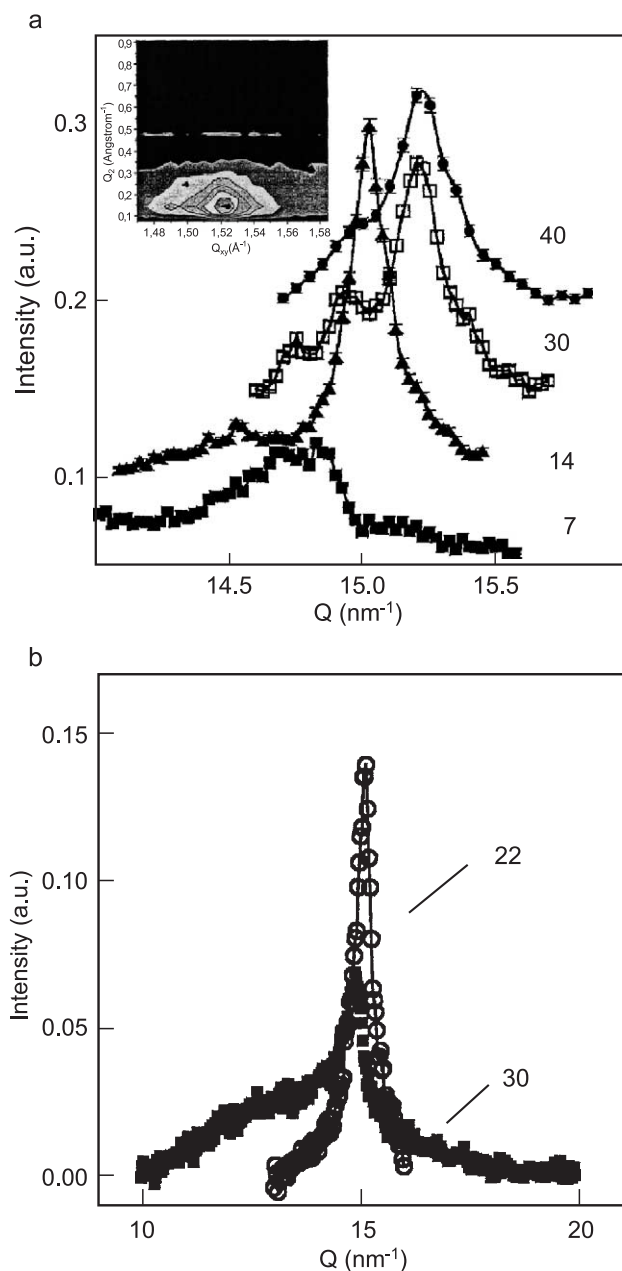 a
0,9
0,8
0,7
0,6
0,5
0,4
0,3
0,2
0,1
Q2 (Angstrom-1)
1,48 1,50 1,52 1,54 1,56 1,58
Qxy(Å-1)
0.3
0.2
0.1
Intensity (a.u.)
40
30
14
7
14.5 15.0 15.5
Q (nm-1)
b
0.15
0.10
0.05
0.00
Intensity (a.u.)
22
30
10 15 20
Q (nm-1)